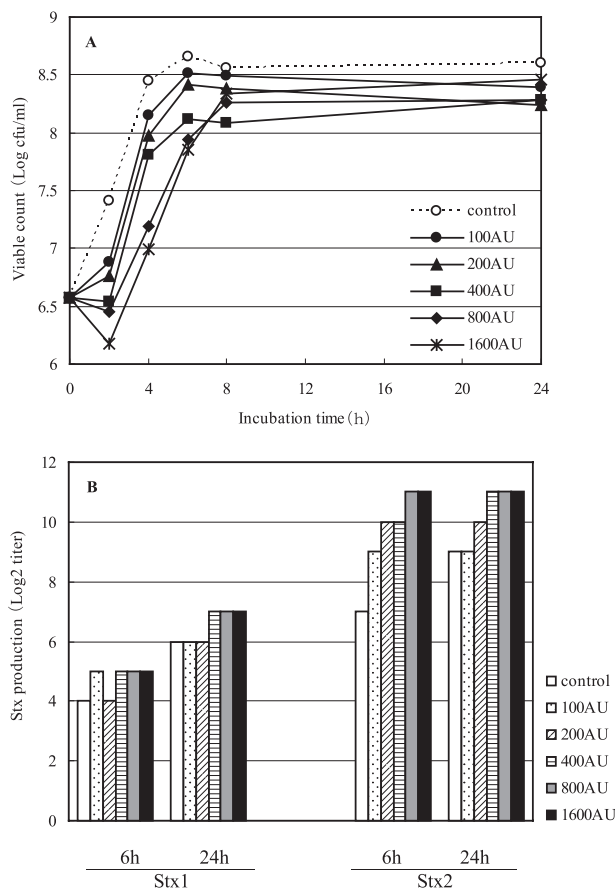 A
Viable count (Log cfu/ml)
9
8.5
8
7.5
7
6.5
6
0
4
8
12
16
20
24
Incubation time(h)
control
100AU
200AU
400AU
800AU
1600AU
B
Stx production (Log2 titer)
12
10
8
6
4
2
0
6h
24h
6h
24h
Stx1
Stx2
control
100AU
200AU
400AU
800AU
1600AU